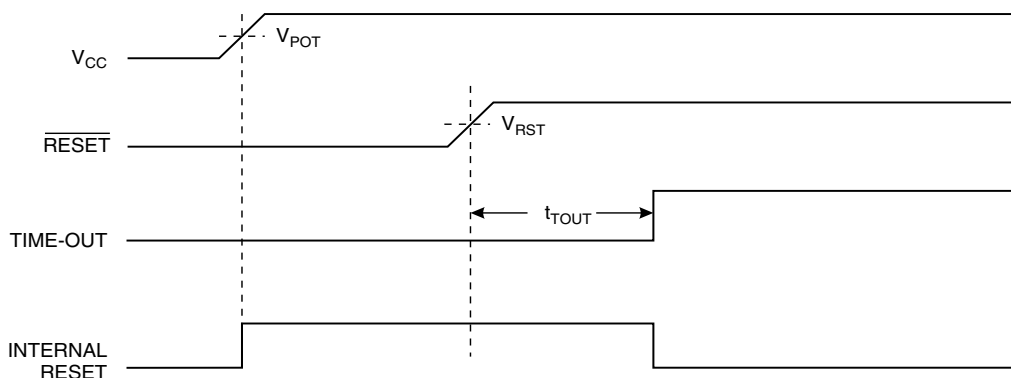 V_CC
V_POT
RESET
V_RST
TIME-OUT
t_TOUT
INTERNAL
RESET